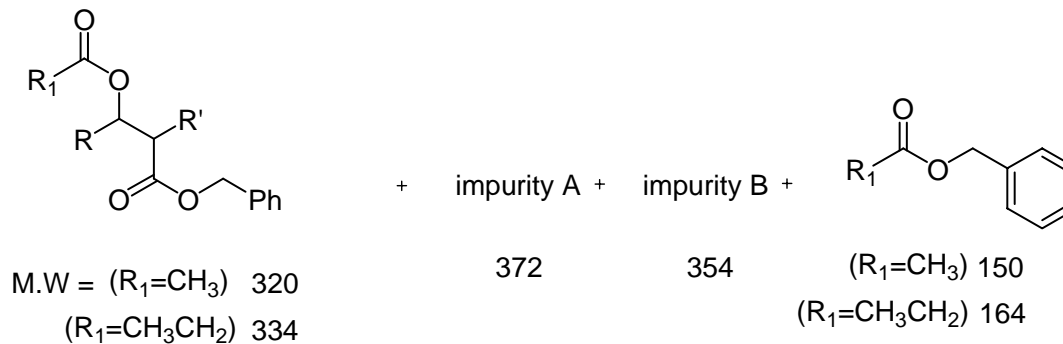 O
R₁ O R'
R
O O Ph
+ impurity A + impurity B +
O
R₁ O
372 354
M.W = (R₁=CH₃) 320
(R₁=CH₃CH₂) 334
(R₁=CH₃) 150
(R₁=CH₃CH₂) 164